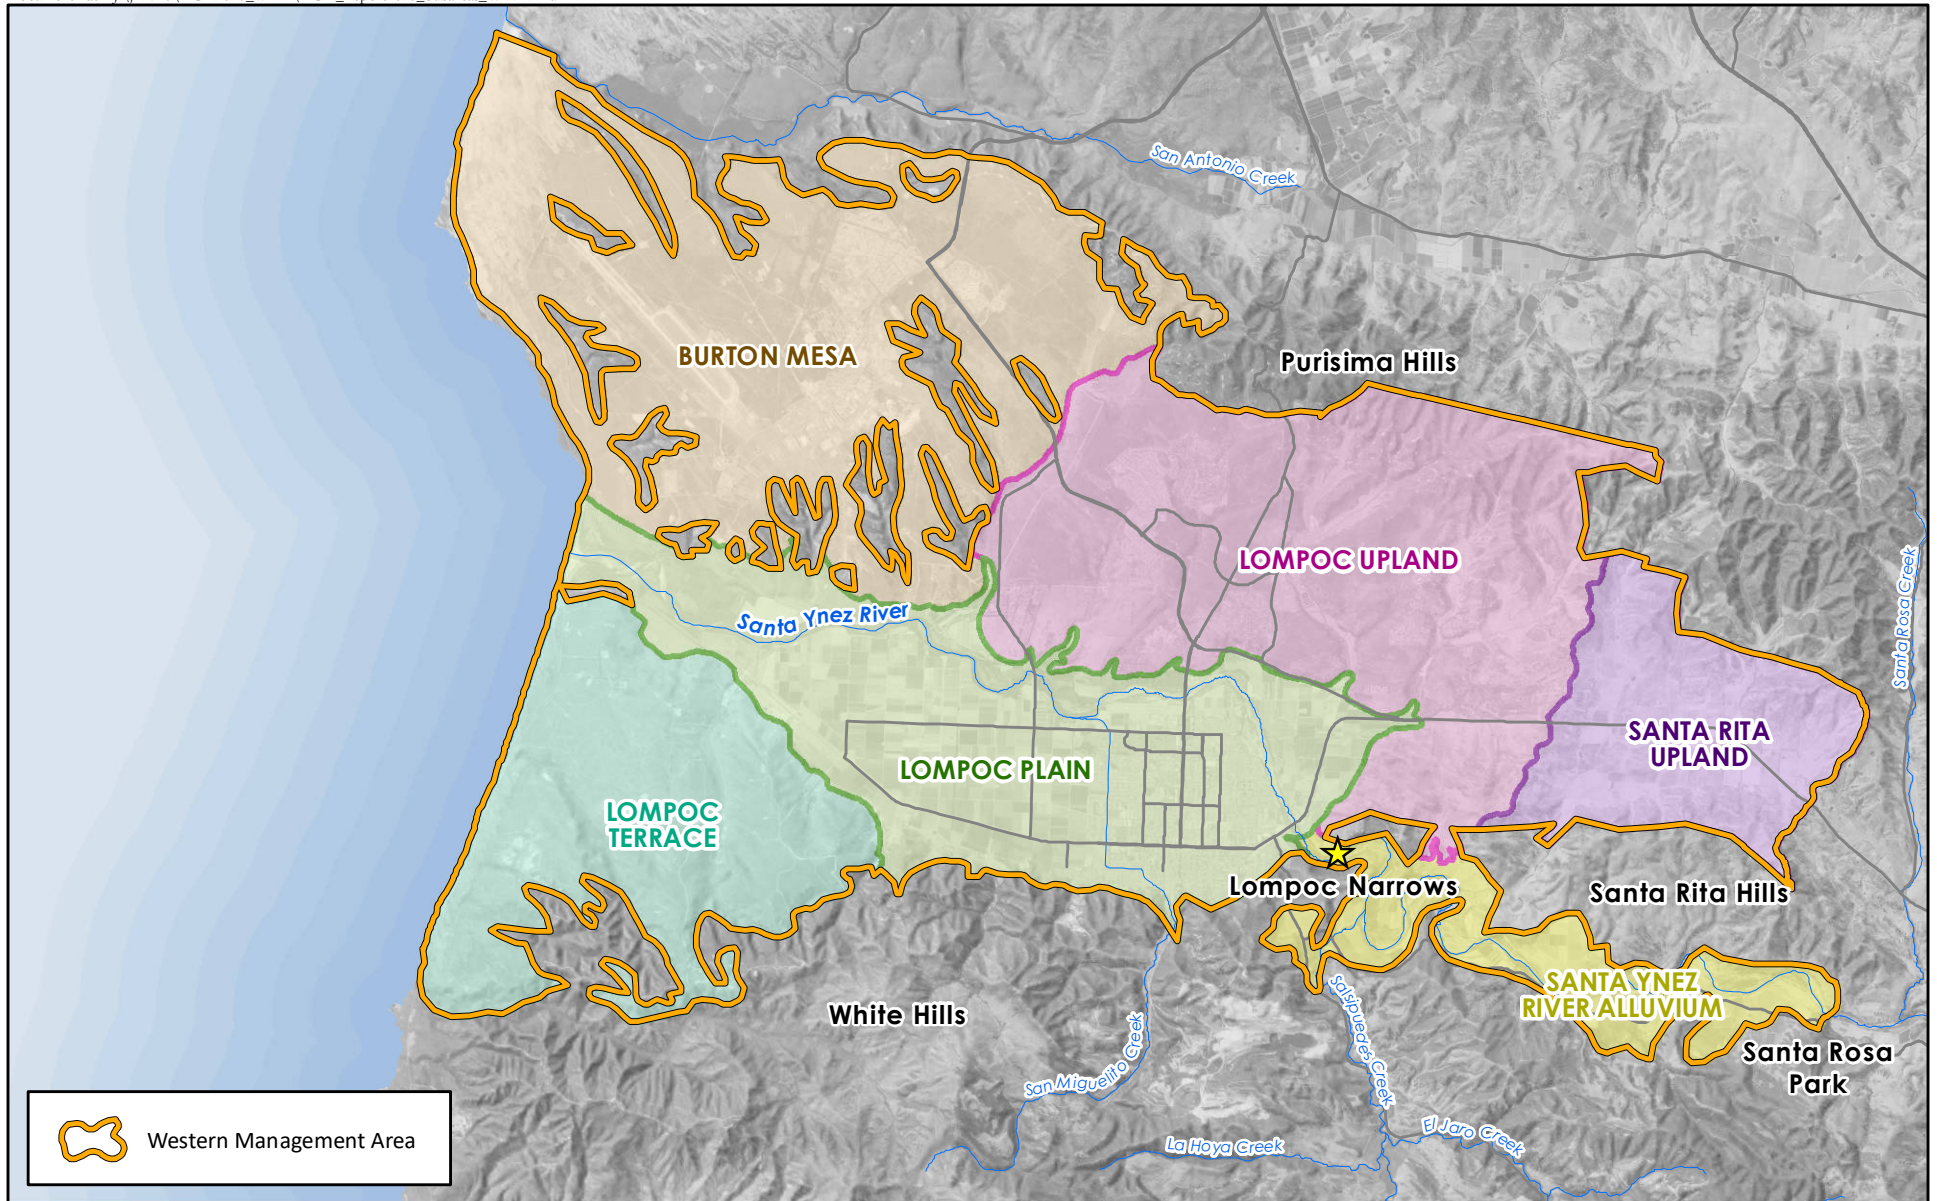 San Antonio Creek
BURTON MESA
Purisima Hills
LOMPOC UPLAND
Santa Ynez River
Santa Rosa Creek
SANTA RITA
UPLAND
LOMPOC PLAIN
LOMPOC
TERRACE
Lompoc Narrows
Santa Rita Hills
SANTA YNEZ
RIVER ALLUVIUM
White Hills
Salsipuedes Creek
San Miguelito Creek
Santa Rosa
Park
El Jaro Creek
La Hoya Creek
Western Management Area